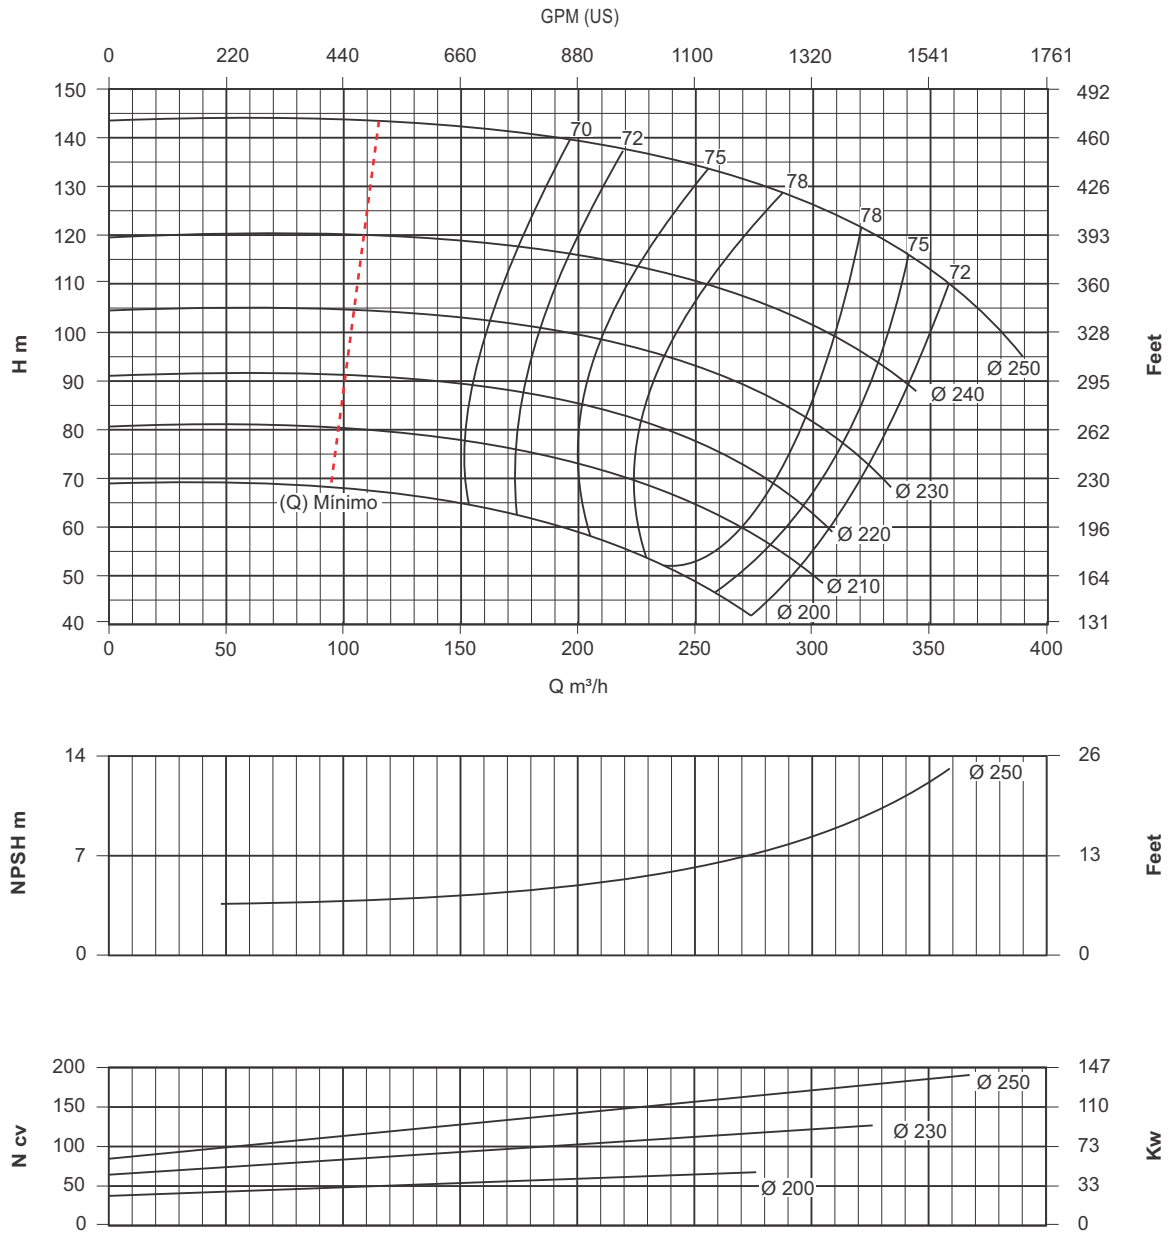 GPM (US)
0 220 440 660 880 1100 1320 1541 1761
150 492
140 460
130 426
120 393
110 360
100 328
90 295
80 262
70 230
60 196
50 164
40 131
H m
Feet
70 72 75 78 78 75 72
Ø 250
Ø 240
Ø 230
Ø 220
Ø 210
Ø 200
(Q) Mínimo
0 50 100 150 200 250 300 350 400
Q m³/h
14 26
7 13
0 0
NPSH m
Feet
Ø 250
200 147
150 110
100 73
50 33
0 0
N cv
Kw
Ø 250
Ø 230
Ø 200